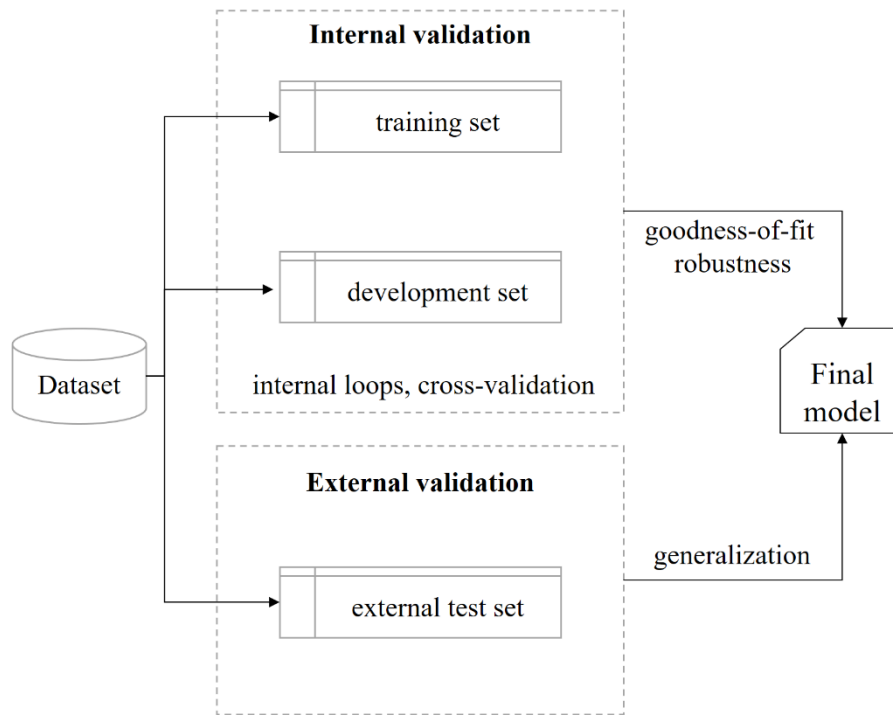 Internal validation
training set
development set
internal loops, cross-validation
Dataset
goodness-of-fit
robustness
Final
model
External validation
external test set
generalization